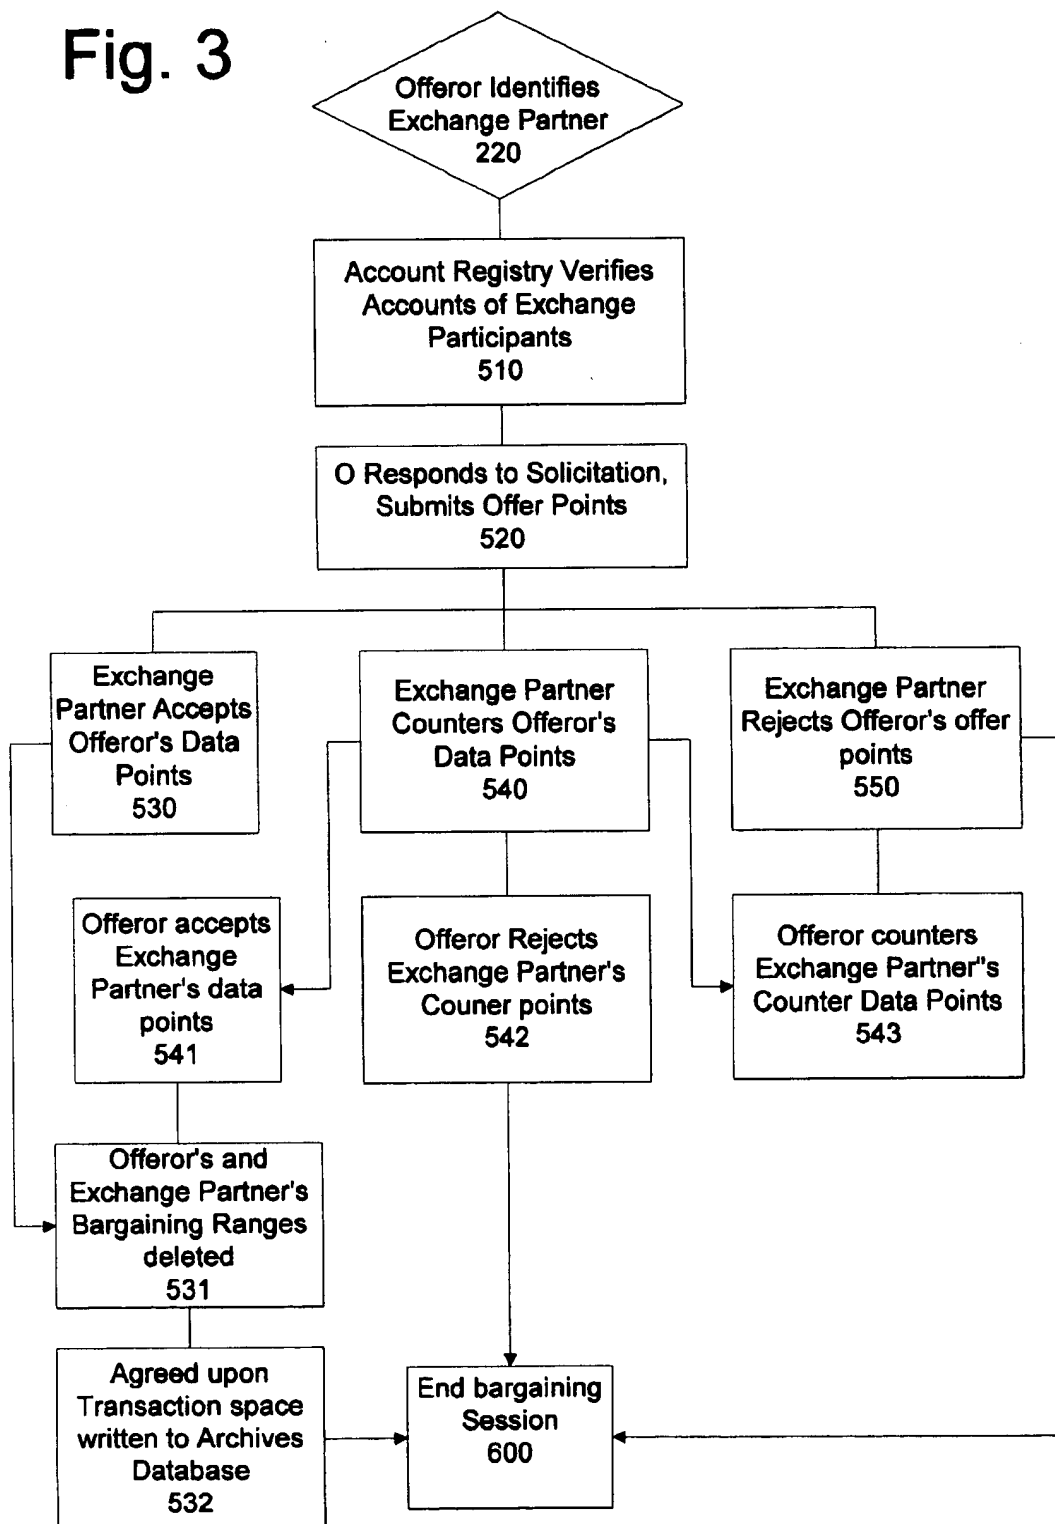 Fig. 3
Offeror Identifies
Exchange Partner
220
Account Registry Verifies
Accounts of Exchange
Participants
510
O Responds to Solicitation,
Submits Offer Points
520
Exchange
Partner Accepts
Offeror's Data
Points
530
Exchange Partner
Counters Offeror's
Data Points
540
Exchange Partner
Rejects Offeror's offer
points
550
Offeror accepts
Exchange
Partner's data
points
541
Offeror Rejects
Exchange Partner's
Couner points
542
Offeror counters
Exchange Partner"s
Counter Data Points
543
Offeror's and
Exchange Partner's
Bargaining Ranges
deleted
531
Agreed upon
Transaction space
written to Archives
Database
532
End bargaining
Session
600